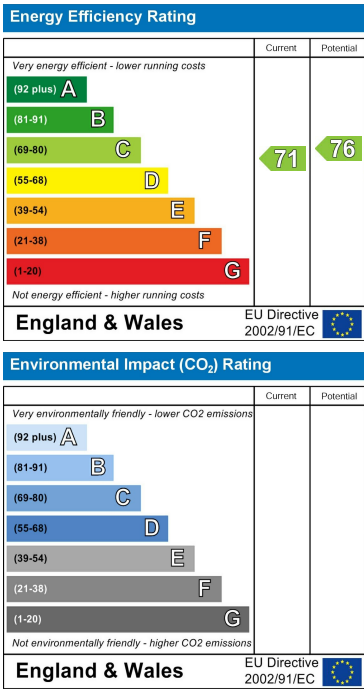 Energy Efficiency Rating
Current Potential
Very energy efficient - lower running costs
(92 plus) A
(81-91) B
(69-80) C
(55-68) D
(39-54) E
(21-38) F
(1-20) G
71
76
Not energy efficient - higher running costs
England & Wales
EU Directive
2002/91/EC
Environmental Impact (CO₂) Rating
Current Potential
Very environmentally friendly - lower CO2 emissions
(92 plus) A
(81-91) B
(69-80) C
(55-68) D
(39-54) E
(21-38) F
(1-20) G
Not environmentally friendly - higher CO2 emissions
England & Wales
EU Directive
2002/91/EC